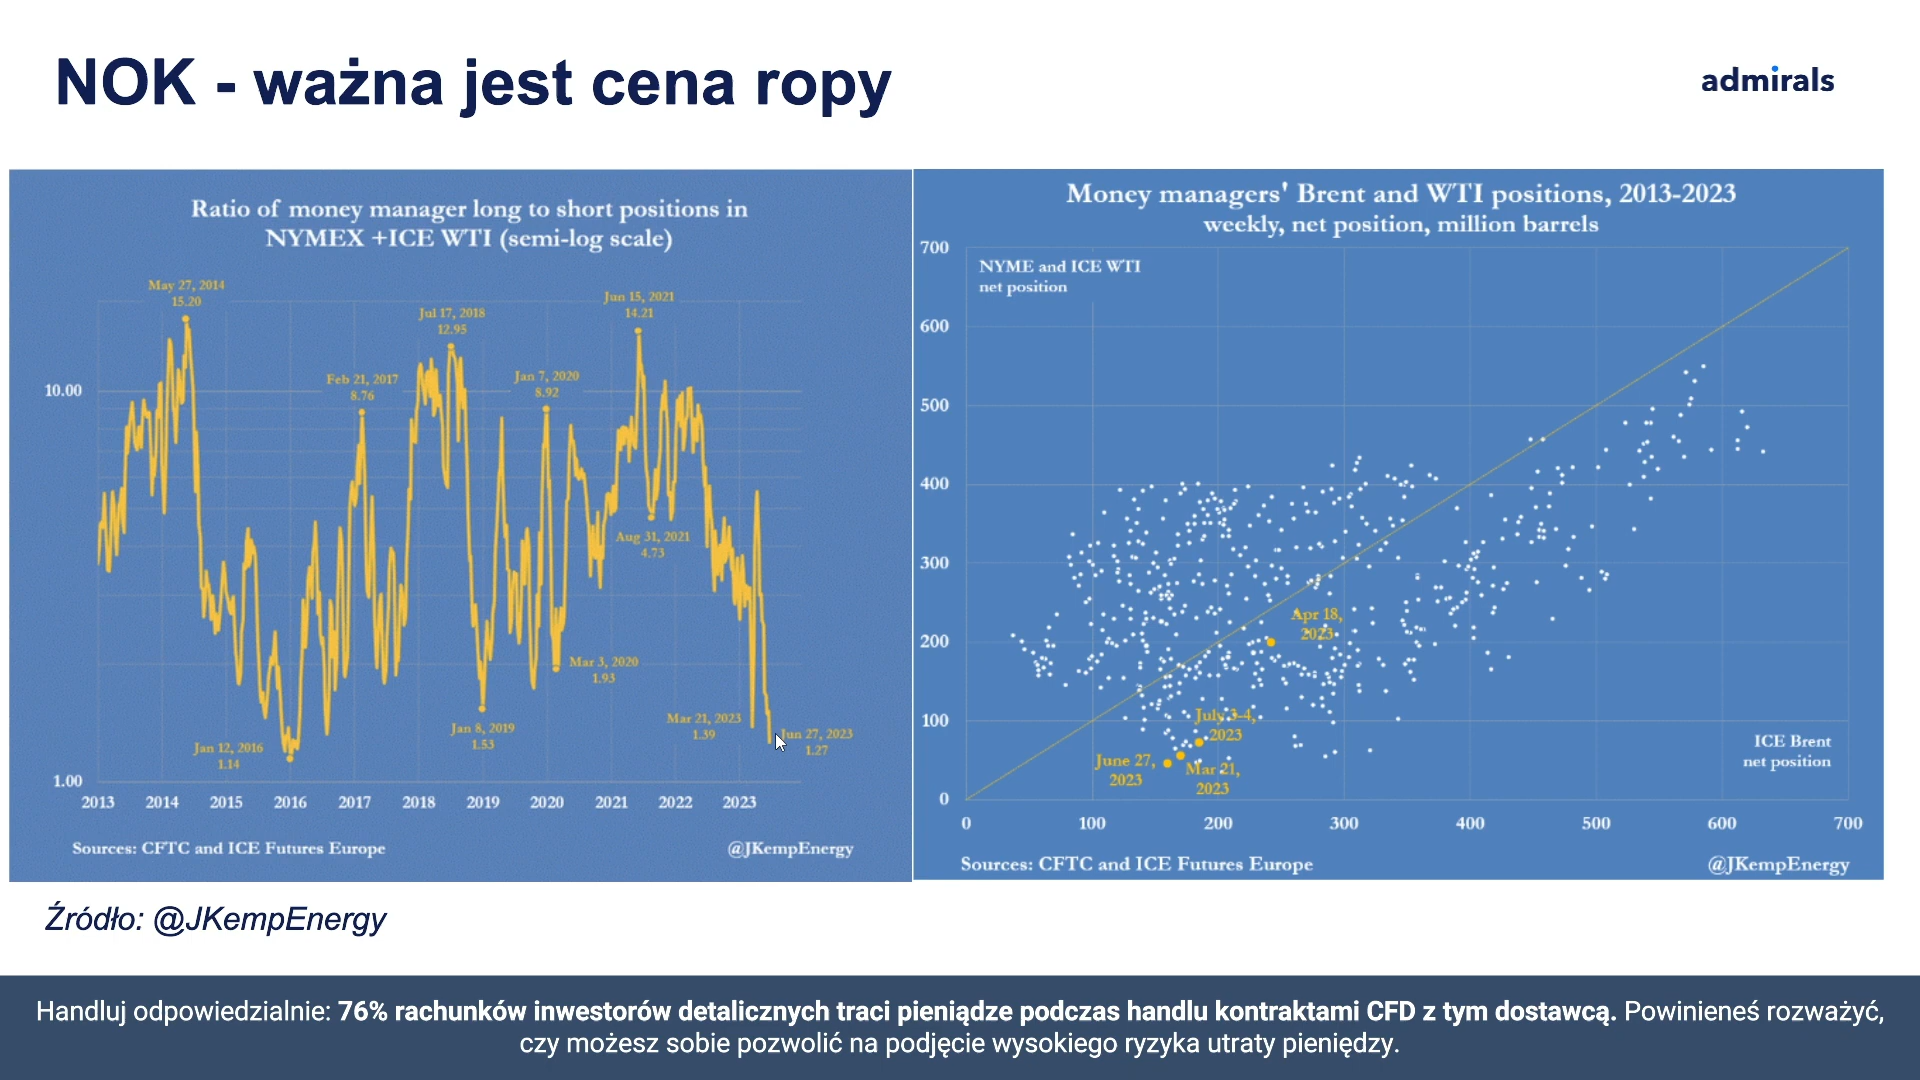 NOK - ważna jest cena ropy
admirals
Ratio of money manager long to short positions in
NYMEX +ICE WTI (semi-log scale)
May 27, 2014
15.20
Jul 17, 2018
12.95
Jun 15, 2021
14.21
Feb 21, 2017
8.76
Jan 7, 2020
8.92
10.00
Aug 31, 2021
4.73
Mar 3, 2020
1.93
Jan 8, 2019
1.53
Mar 21, 2023
1.39
Jun 27, 2023
1.27
Jan 12, 2016
1.14
1.00
2013 2014 2015 2016 2017 2018 2019 2020 2021 2022 2023
Sources: CFTC and ICE Futures Europe
@JKempEnergy
Money managers' Brent and WTI positions, 2013-2023
weekly, net position, million barrels
NYME and ICE WTI
net position
700
600
500
400
300
200
100
0
Apr 18,
2023
July 3-4,
2023
June 27,
2023
Mar 21,
2023
ICE Brent
net position
0 100 200 300 400 500 600 700
Sources: CFTC and ICE Futures Europe
@JKempEnergy
Źródło: @JKempEnergy
Handluj odpowiedzialnie: 76% rachunków inwestorów detalicznych traci pieniądze podczas handlu kontraktami CFD z tym dostawcą. Powinieneś rozważyć,
czy możesz sobie pozwolić na podjęcie wysokiego ryzyka utraty pieniędzy.